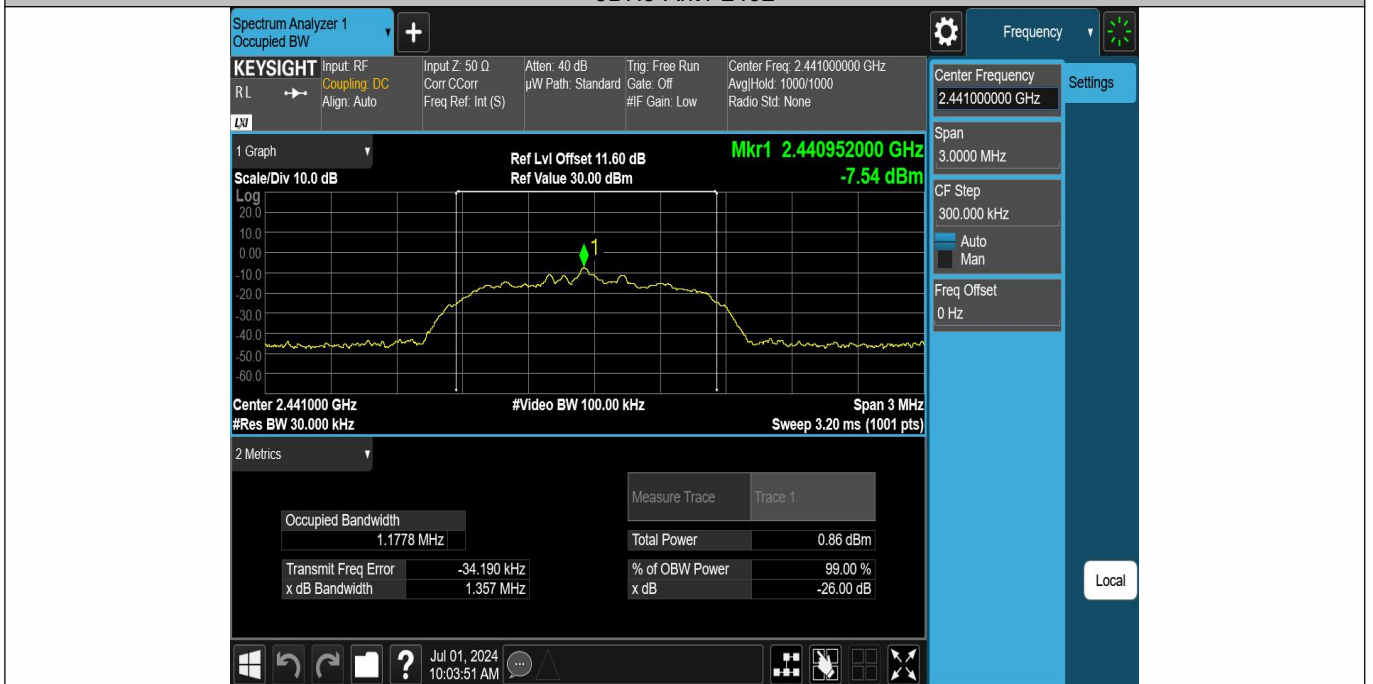 Spectrum Analyzer 1
Occupied BW
+
Frequency
KEYSIGHT
RL
LXI
Input: RF
Coupling: DC
Align: Auto
Input Z: 50 Ω
Corr CCorr
Freq Ref: Int (S)
Atten: 40 dB
µW Path: Standard
Trig: Free Run
Gate: Off
#IF Gain: Low
Center Freq: 2.441000000 GHz
Avg|Hold: 1000/1000
Radio Std: None
Center Frequency
2.441000000 GHz
Settings
Span
3.0000 MHz
CF Step
300.000 kHz
Auto
Man
Freq Offset
0 Hz
Local
1 Graph
Scale/Div 10.0 dB
Ref Lvl Offset 11.60 dB
Ref Value 30.00 dBm
Mkr1 2.440952000 GHz
-7.54 dBm
Log
20.0
10.0
0.00
-10.0
-20.0
-30.0
-40.0
-50.0
-60.0
1
Center 2.441000 GHz
#Video BW 100.00 kHz
Span 3 MHz
#Res BW 30.000 kHz
Sweep 3.20 ms (1001 pts)
2 Metrics
Measure Trace Trace 1
Occupied Bandwidth
1.1778 MHz
Total Power 0.86 dBm
Transmit Freq Error -34.190 kHz
% of OBW Power 99.00 %
x dB Bandwidth 1.357 MHz
x dB -26.00 dB
?
Jul 01, 2024
10:03:51 AM